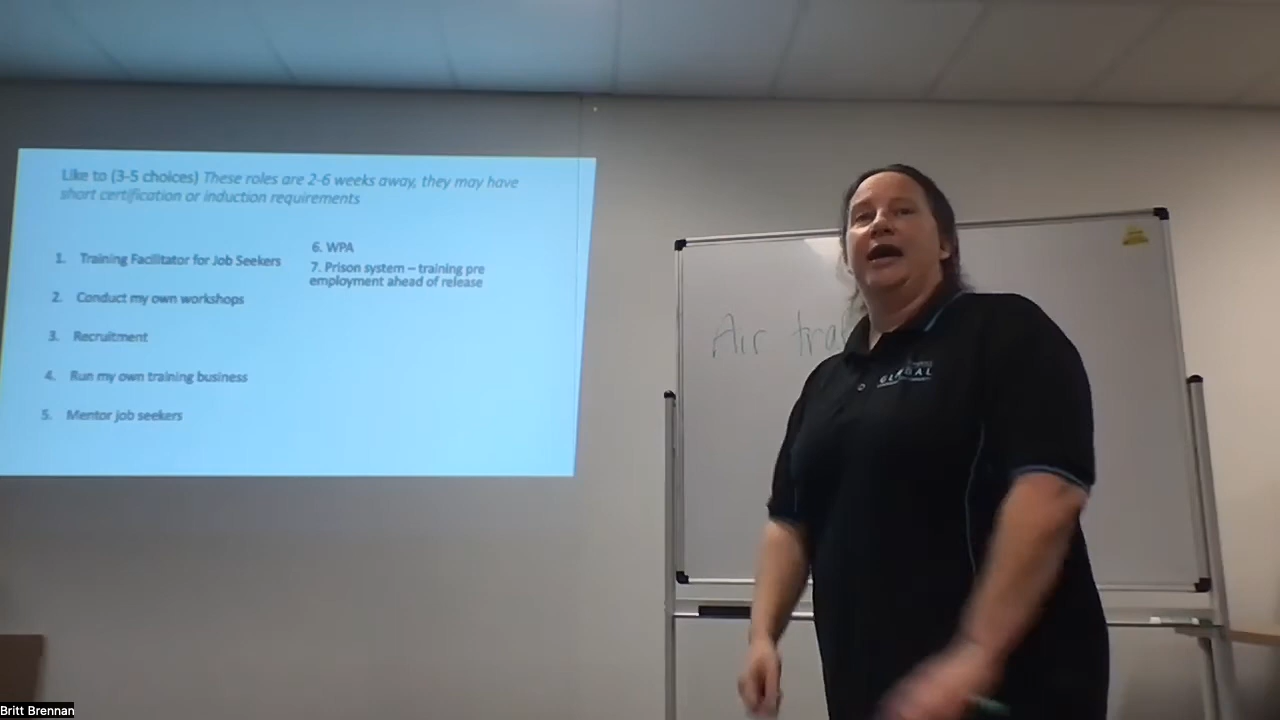 Like to (3-5 choices) These roles are 2-6 weeks away, they may have
short certification or induction requirements
1. Training Facilitator for Job Seekers
2. Conduct my own workshops
3. Recruitment
4. Run my own training business
5. Mentor job seekers
6. WPA
7. Prison system – training pre
employment ahead of release
Air tra
GLOBAL
Britt Brennan